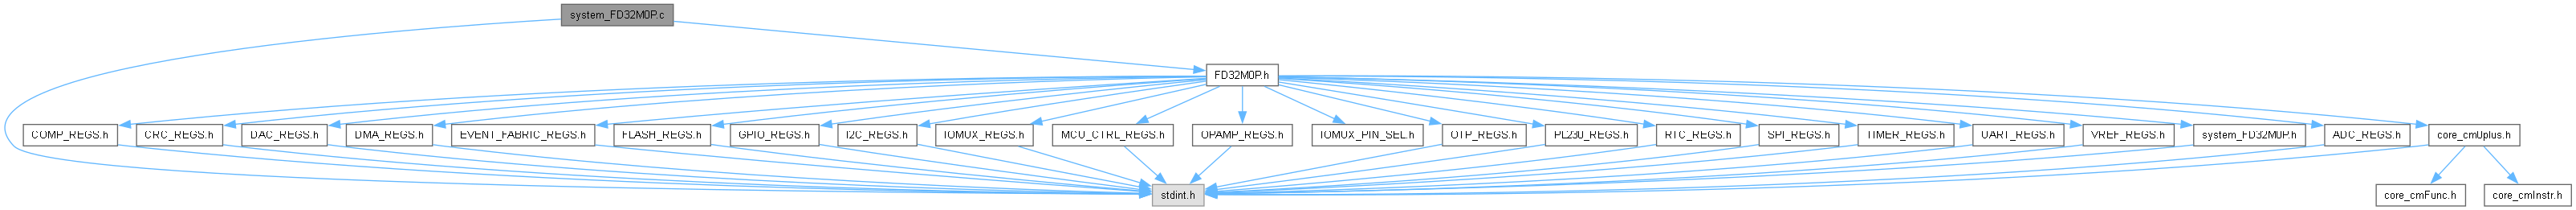 system_FD32M0P.c
FD32M0P.h
COMP_REGS.h
CRC_REGS.h
DAC_REGS.h
DMA_REGS.h
EVENT_FABRIC_REGS.h
FLASH_REGS.h
GPIO_REGS.h
I2C_REGS.h
IOMUX_REGS.h
MCU_CTRL_REGS.h
OPAMP_REGS.h
IOMUX_PIN_SEL.h
OTP_REGS.h
PL230_REGS.h
RTC_REGS.h
SPI_REGS.h
TIMER_REGS.h
UART_REGS.h
VREF_REGS.h
system_FD32M0P.h
ADC_REGS.h
core_cm0plus.h
stdint.h
core_cmFunc.h
core_cmInstr.h